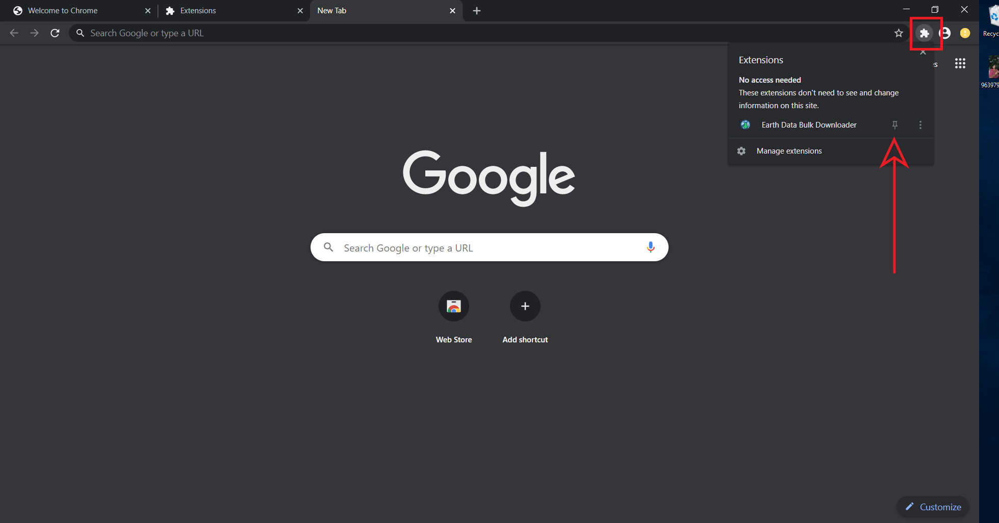 Welcome to Chrome
Extensions
New Tab
Search Google or type a URL
Extensions
No access needed
These extensions don't need to see and change
information on this site.
Earth Data Bulk Downloader
Manage extensions
Google
Search Google or type a URL
Web Store
Add shortcut
Customize
Recyc
963979